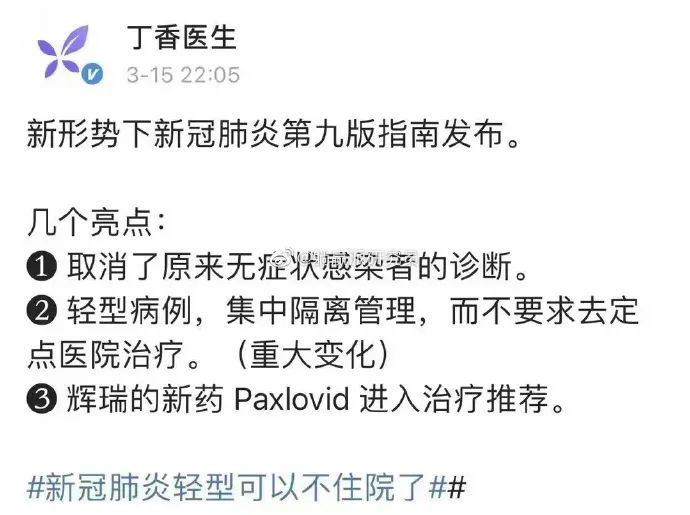 丁香医生
3-15 22:05
新形势下新冠肺炎第九版指南发布。
几个亮点：
❶ 取消了原来无症状感染者的诊断。
❷ 轻型病例，集中隔离管理，而不要求去定
点医院治疗。（重大变化）
❸ 辉瑞的新药 Paxlovid 进入治疗推荐。
#新冠肺炎轻型可以不住院了##